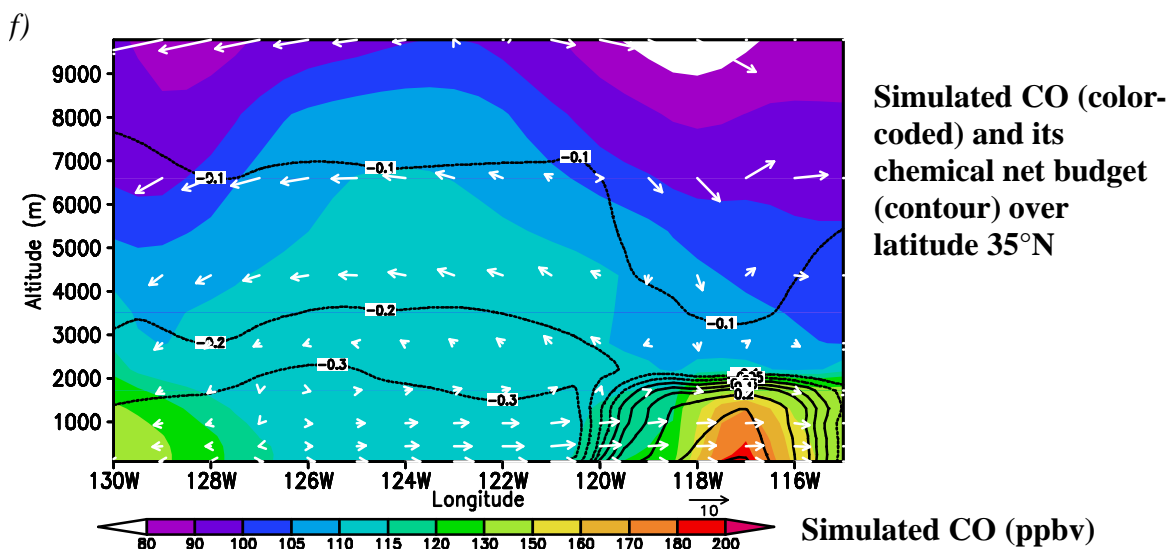 f)
9000
8000
7000
6000
5000
4000
3000
2000
1000
Altitude (m)
−0.1
−0.1
−0.1
−0.1
−0.2
−0.2
−0.3
−0.3
0.2
130W 128W 126W 124W 122W 120W 118W 116W
Longitude
10
80 90 100 105 110 115 120 130 150 160 170 180 200
Simulated CO (color-
coded) and its
chemical net budget
(contour) over
latitude 35°N
Simulated CO (ppbv)